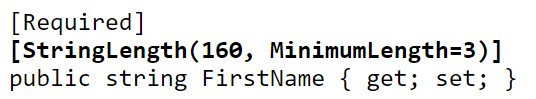 [Required]
[StringLength(160, MinimumLength=3)]
public string FirstName { get; set; }